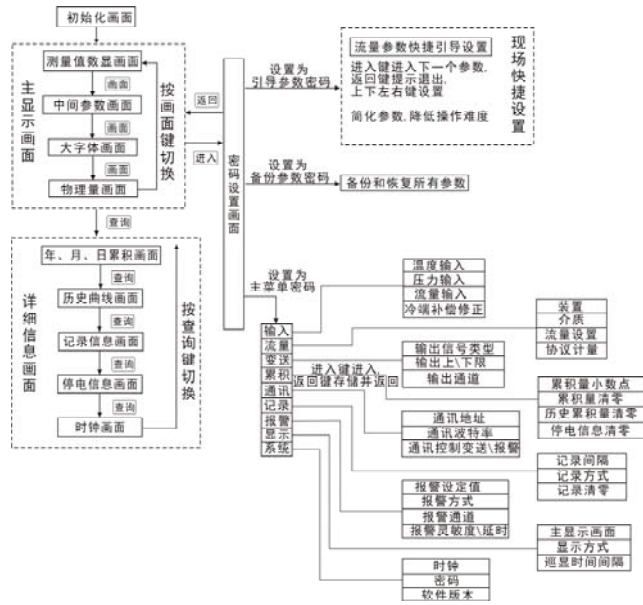 初始化画面
测量值数显画面
画面
中间参数画面
画面
大字体画面
画面
物理量画面
主显示画面
按画面键切换
查询
年、月、日累积画面
查询
历史曲线画面
查询
记录信息画面
查询
停电信息画面
查询
时钟画面
详细信息画面
按查询键切换
返回
进入
密码设置画面
设置为
引导参数密码
流量参数快捷引导设置
进入键进入下一个参数,
返回键提示退出,
上下左右键设置
简化参数,降低操作难度
现场快捷设置
设置为
备份参数密码
备份和恢复所有参数
设置为
主菜单密码
输入
流量
变送
累积
通讯
记录
报警
显示
系统
进入键进入,
返回键存储并返回
温度输入
压力输入
流量输入
冷端补偿修正
装置
介质
流量设置
协议计量
输出信号类型
输出上\下限
输出通道
累积量小数点
累积量清零
历史累积量清零
停电信息清零
通讯地址
通讯波特率
通讯控制变送\报警
记录间隔
记录方式
记录清零
报警设定值
报警方式
报警通道
报警灵敏度\延时
主显示画面
显示方式
巡显时间间隔
时钟
密码
软件版本